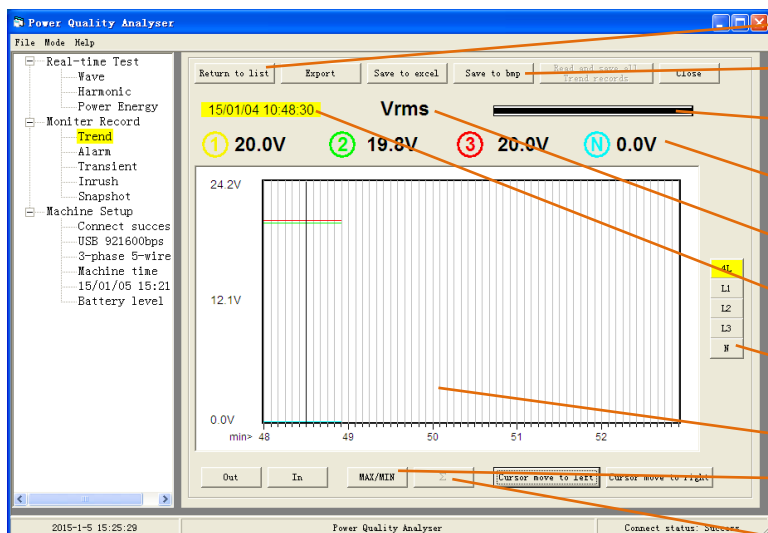 Power Quality Analyser
File Mode Help
Real-time Test
Wave
Harmonic
Power Energy
Moniter Record
Trend
Alarm
Transient
Inrush
Snapshot
Machine Setup
Connect succes
USB 921600bps
3-phase 5-wire
Machine time
15/01/05 15:21
Battery level
Return to list Export Save to excel Save to bmp Read and save all Trend records Close
15/01/04 10:48:30 Vrms
1 20.0V 2 19.8V 3 20.0V N 0.0V
24.2V
12.1V
0.0V
min> 48 49 50 51 52
4L
L1
L2
L3
N
Out In MAX/MIN Σ Cursor move to left Cursor move to right
2015-1-5 15:25:29 Power Quality Analyser Connect status: Success